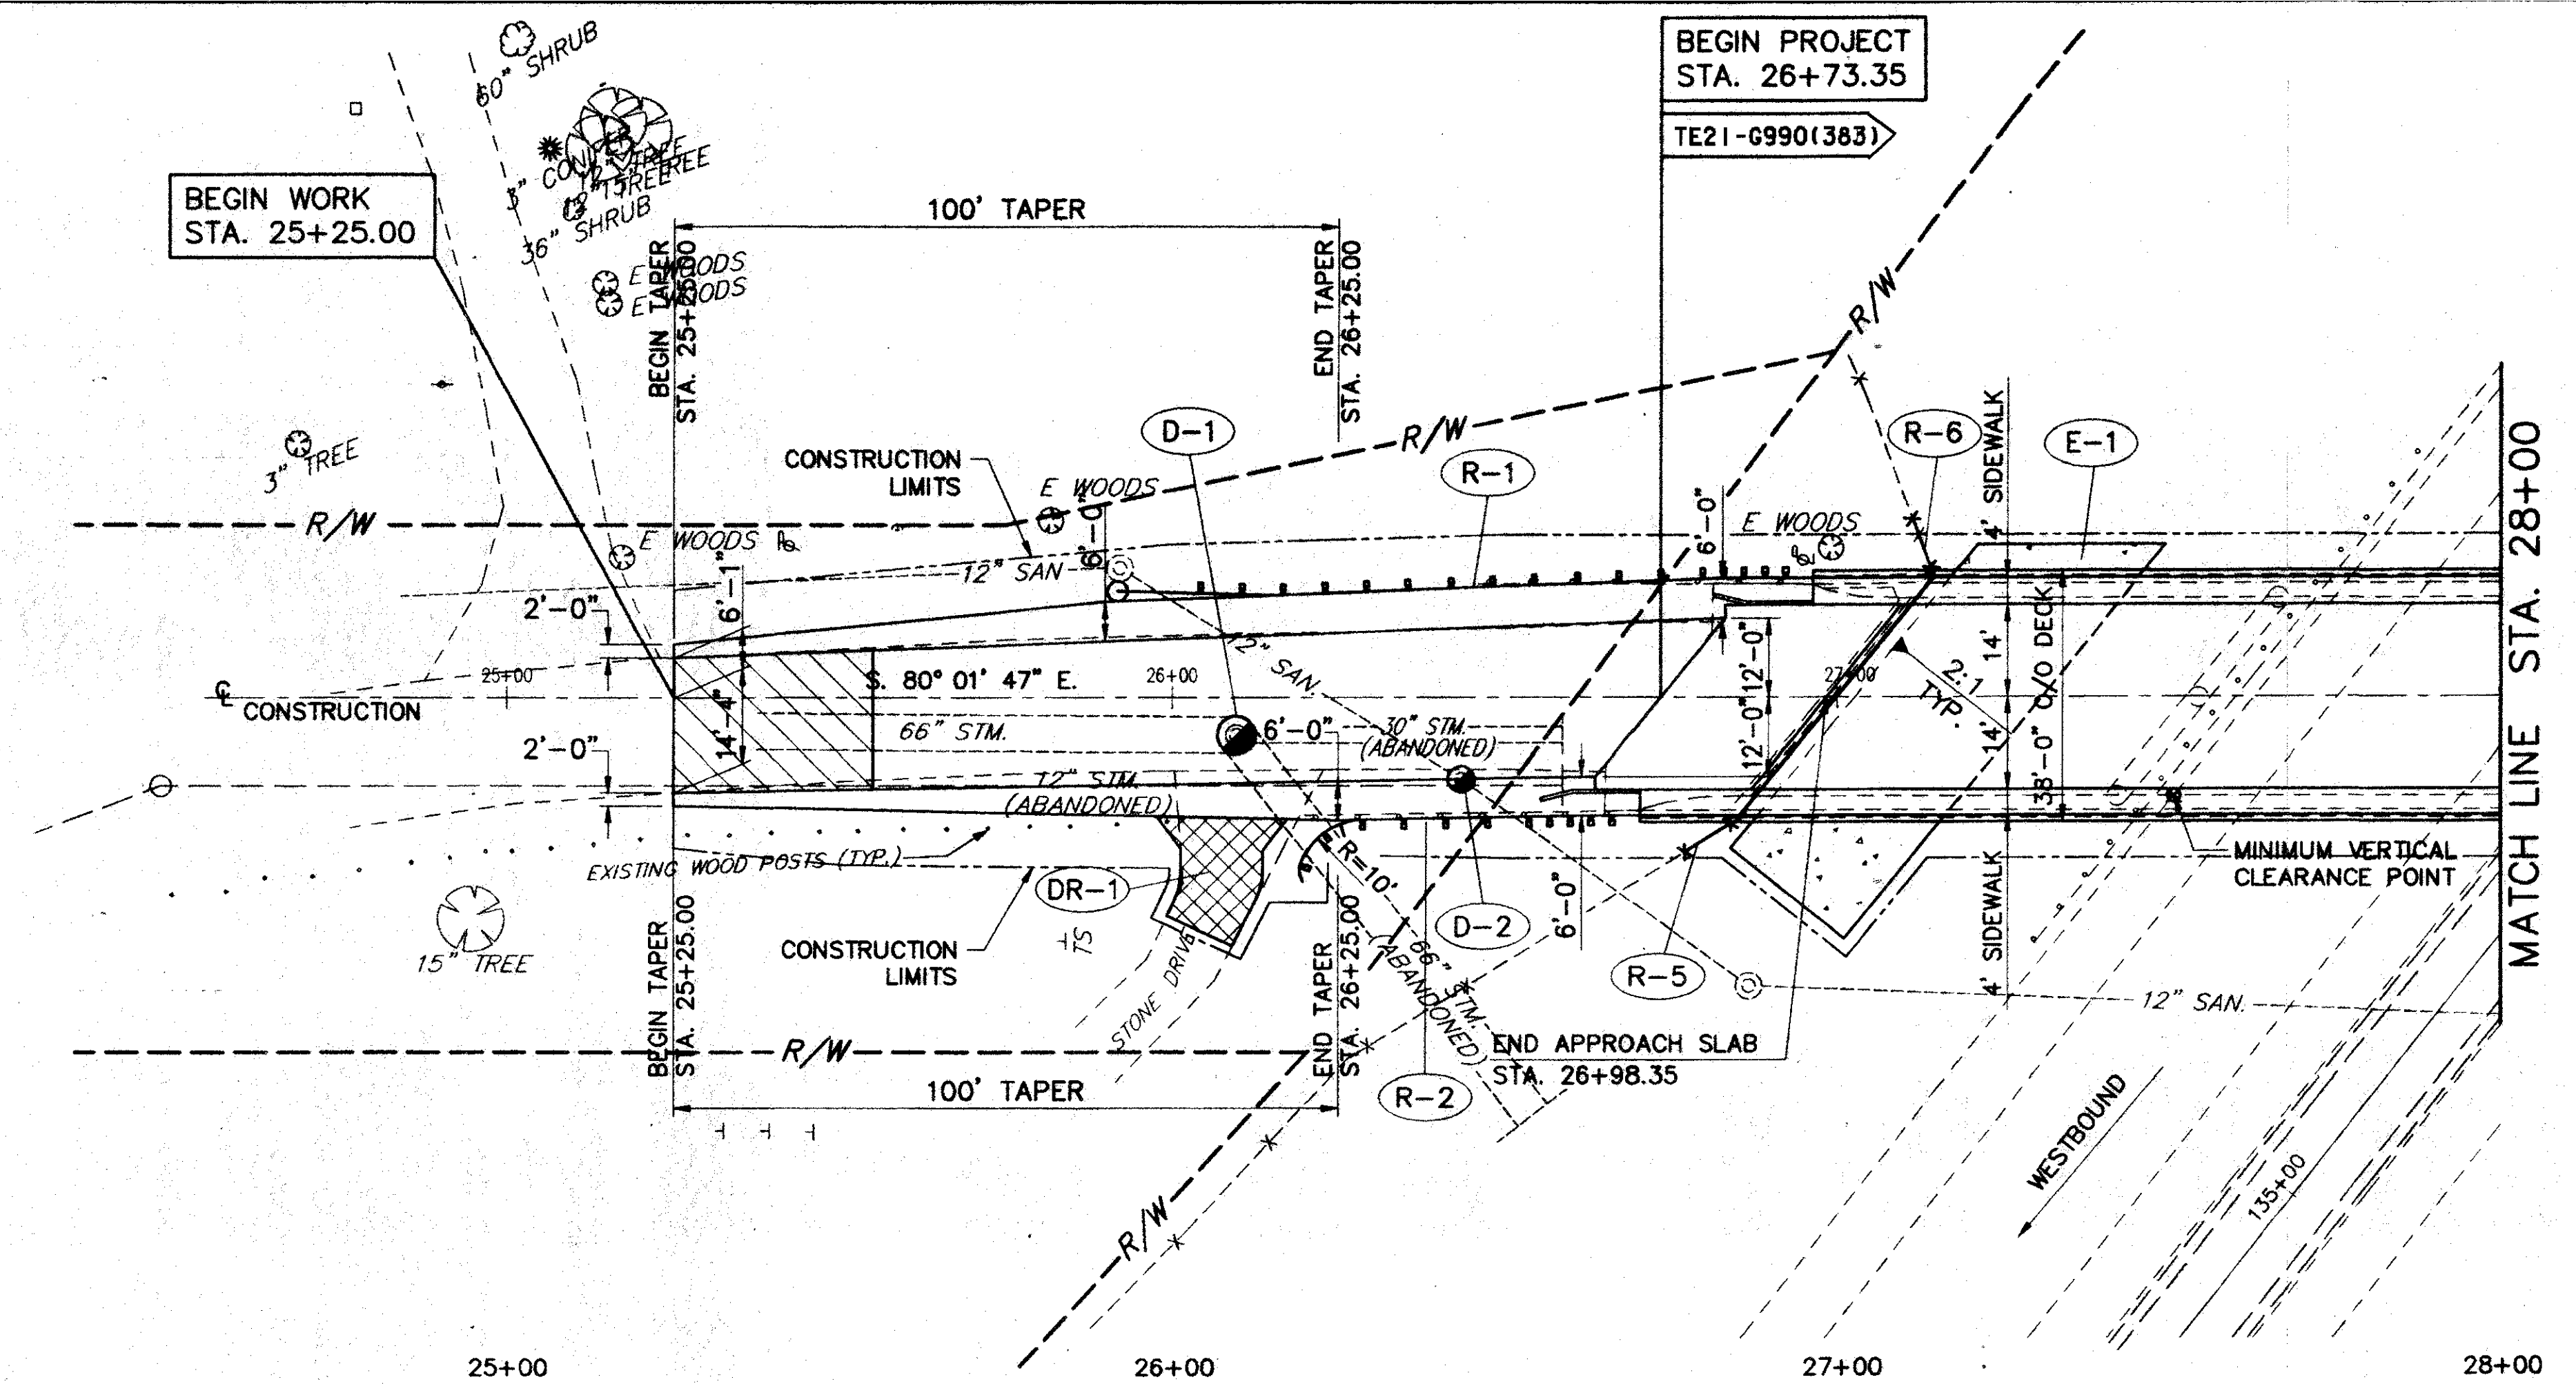 60" SHRUB
BEGIN PROJECT
STA. 26+73.35
TE21-G990(383)
3" CONIFER
12" TREE
15" TREE
18" TREE
36" SHRUB
BEGIN WORK
STA. 25+25.00
100' TAPER
E WOODS
E WOODS
BEGIN TAPER
STA. 25+25.00
END TAPER
STA. 26+25.00
R/W
3" TREE
CONSTRUCTION
LIMITS
D-1
R/W
R-1
R-6
E-1
4' SIDEWALK
R/W
E WOODS
E WOODS
E WOODS
6'-0"
6'-0"
12" SAN
2'-0"
6'-1"
12" SAN.
25+00
S. 80° 01' 47" E.
26+00
27+00
12'-0"
14'
38'-0" O/O DECK
2:1
TYP.
℄ CONSTRUCTION
66" STM.
6'-0"
30" STM.
(ABANDONED)
14'-4"
2'-0"
12" STM.
(ABANDONED)
12'-0"
14'
MATCH LINE STA. 28+00
EXISTING WOOD POSTS (TYP.)
DR-1
R=10'
D-2
6'-0"
R-5
4' SIDEWALK
MINIMUM VERTICAL
CLEARANCE POINT
15" TREE
CONSTRUCTION
LIMITS
TS
STONE DRIVE
66" STM.
(ABANDONED)
12" SAN.
BEGIN TAPER
STA. 25+25.00
END TAPER
STA. 26+25.00
R/W
END APPROACH SLAB
STA. 26+98.35
100' TAPER
R-2
WESTBOUND
135+00
R/W
25+00
26+00
27+00
28+00